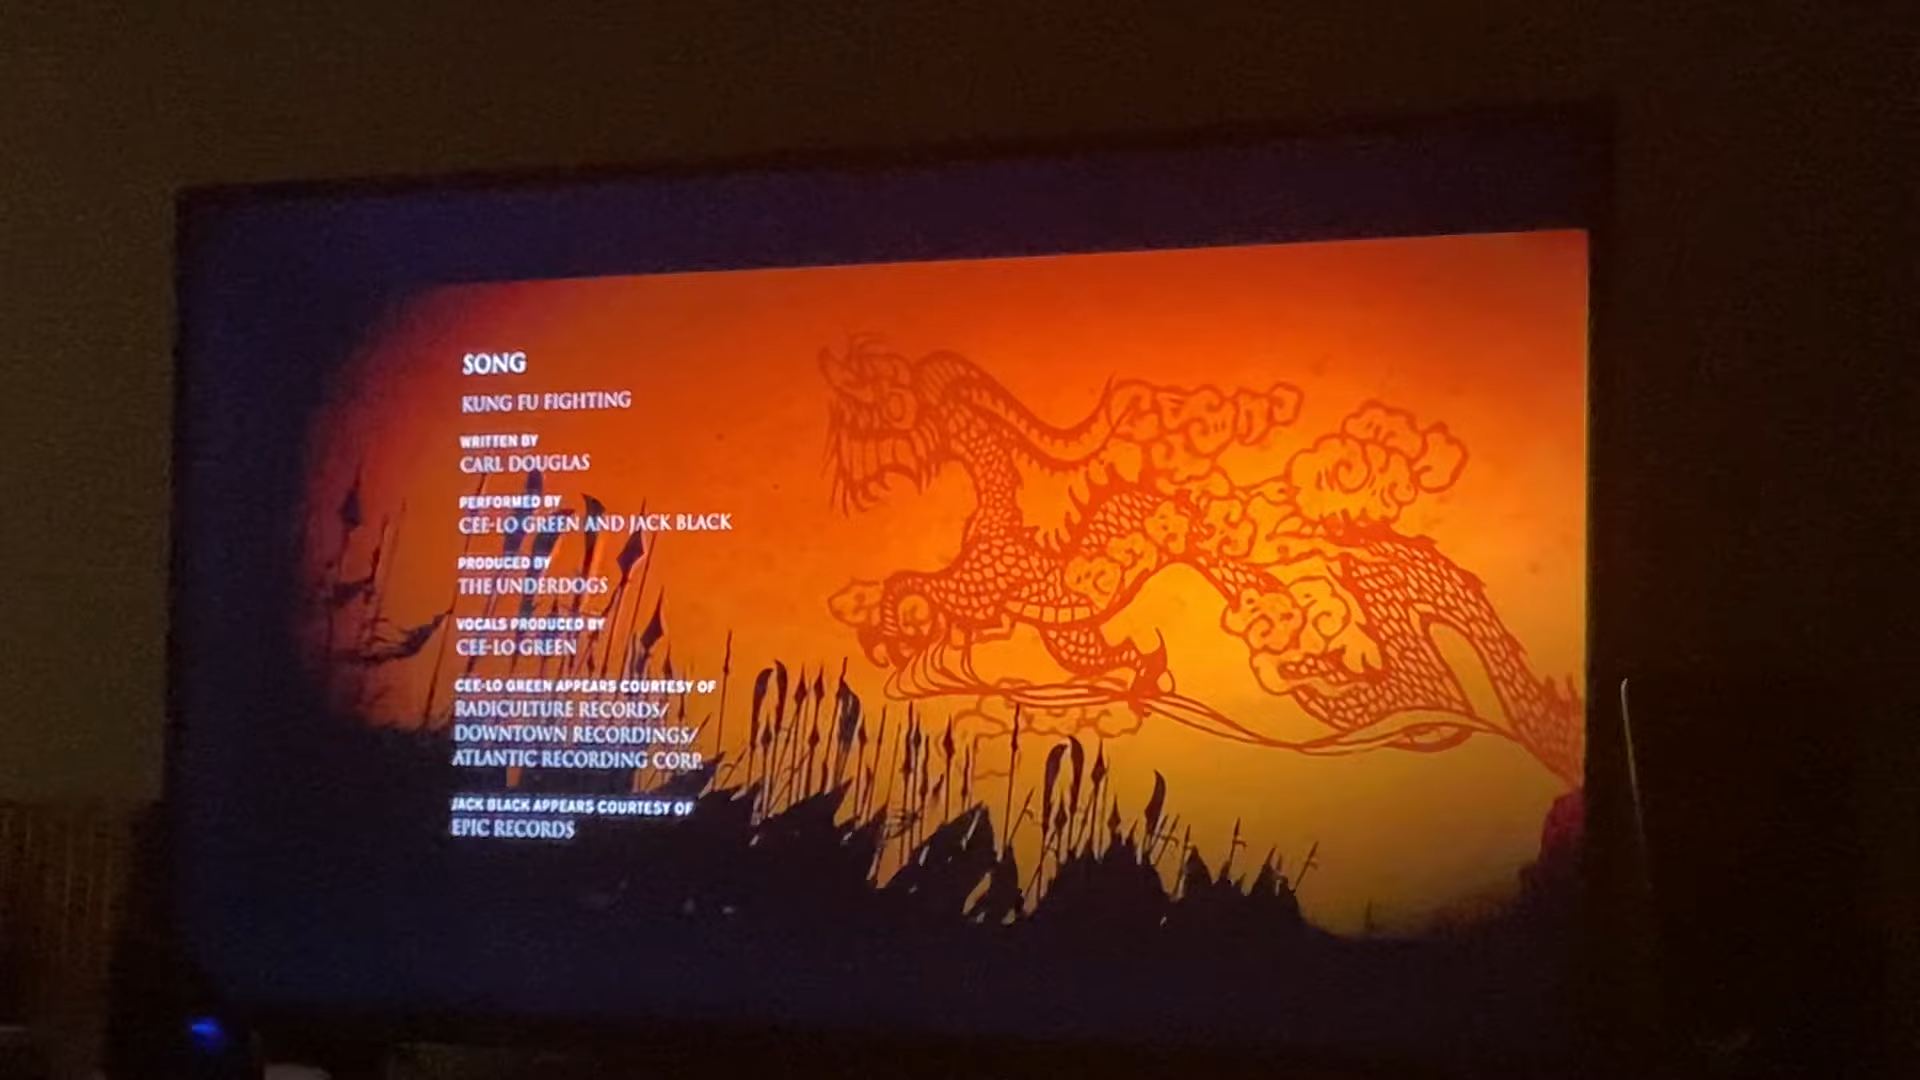 SONG
KUNG FU FIGHTING
WRITTEN BY
CARL DOUGLAS
PERFORMED BY
CEE-LO GREEN AND JACK BLACK
PRODUCED BY
THE UNDERDOGS
VOCALS PRODUCED BY
CEE-LO GREEN
CEE-LO GREEN APPEARS COURTESY OF
RADICULTURE RECORDS/
DOWNTOWN RECORDINGS/
ATLANTIC RECORDING CORP.
JACK BLACK APPEARS COURTESY OF
EPIC RECORDS